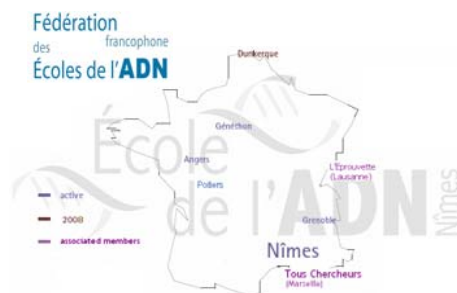 Fédération
francophone
des
Écoles de l'ADN
Dunkerque
Généthon
École
Angers
L'Eprouvette
(Lausanne)
Poitiers
de l'ADN
Nîmes
active
2008
associated members
Grenoble
Nîmes
Tous Chercheurs
(Marseille)